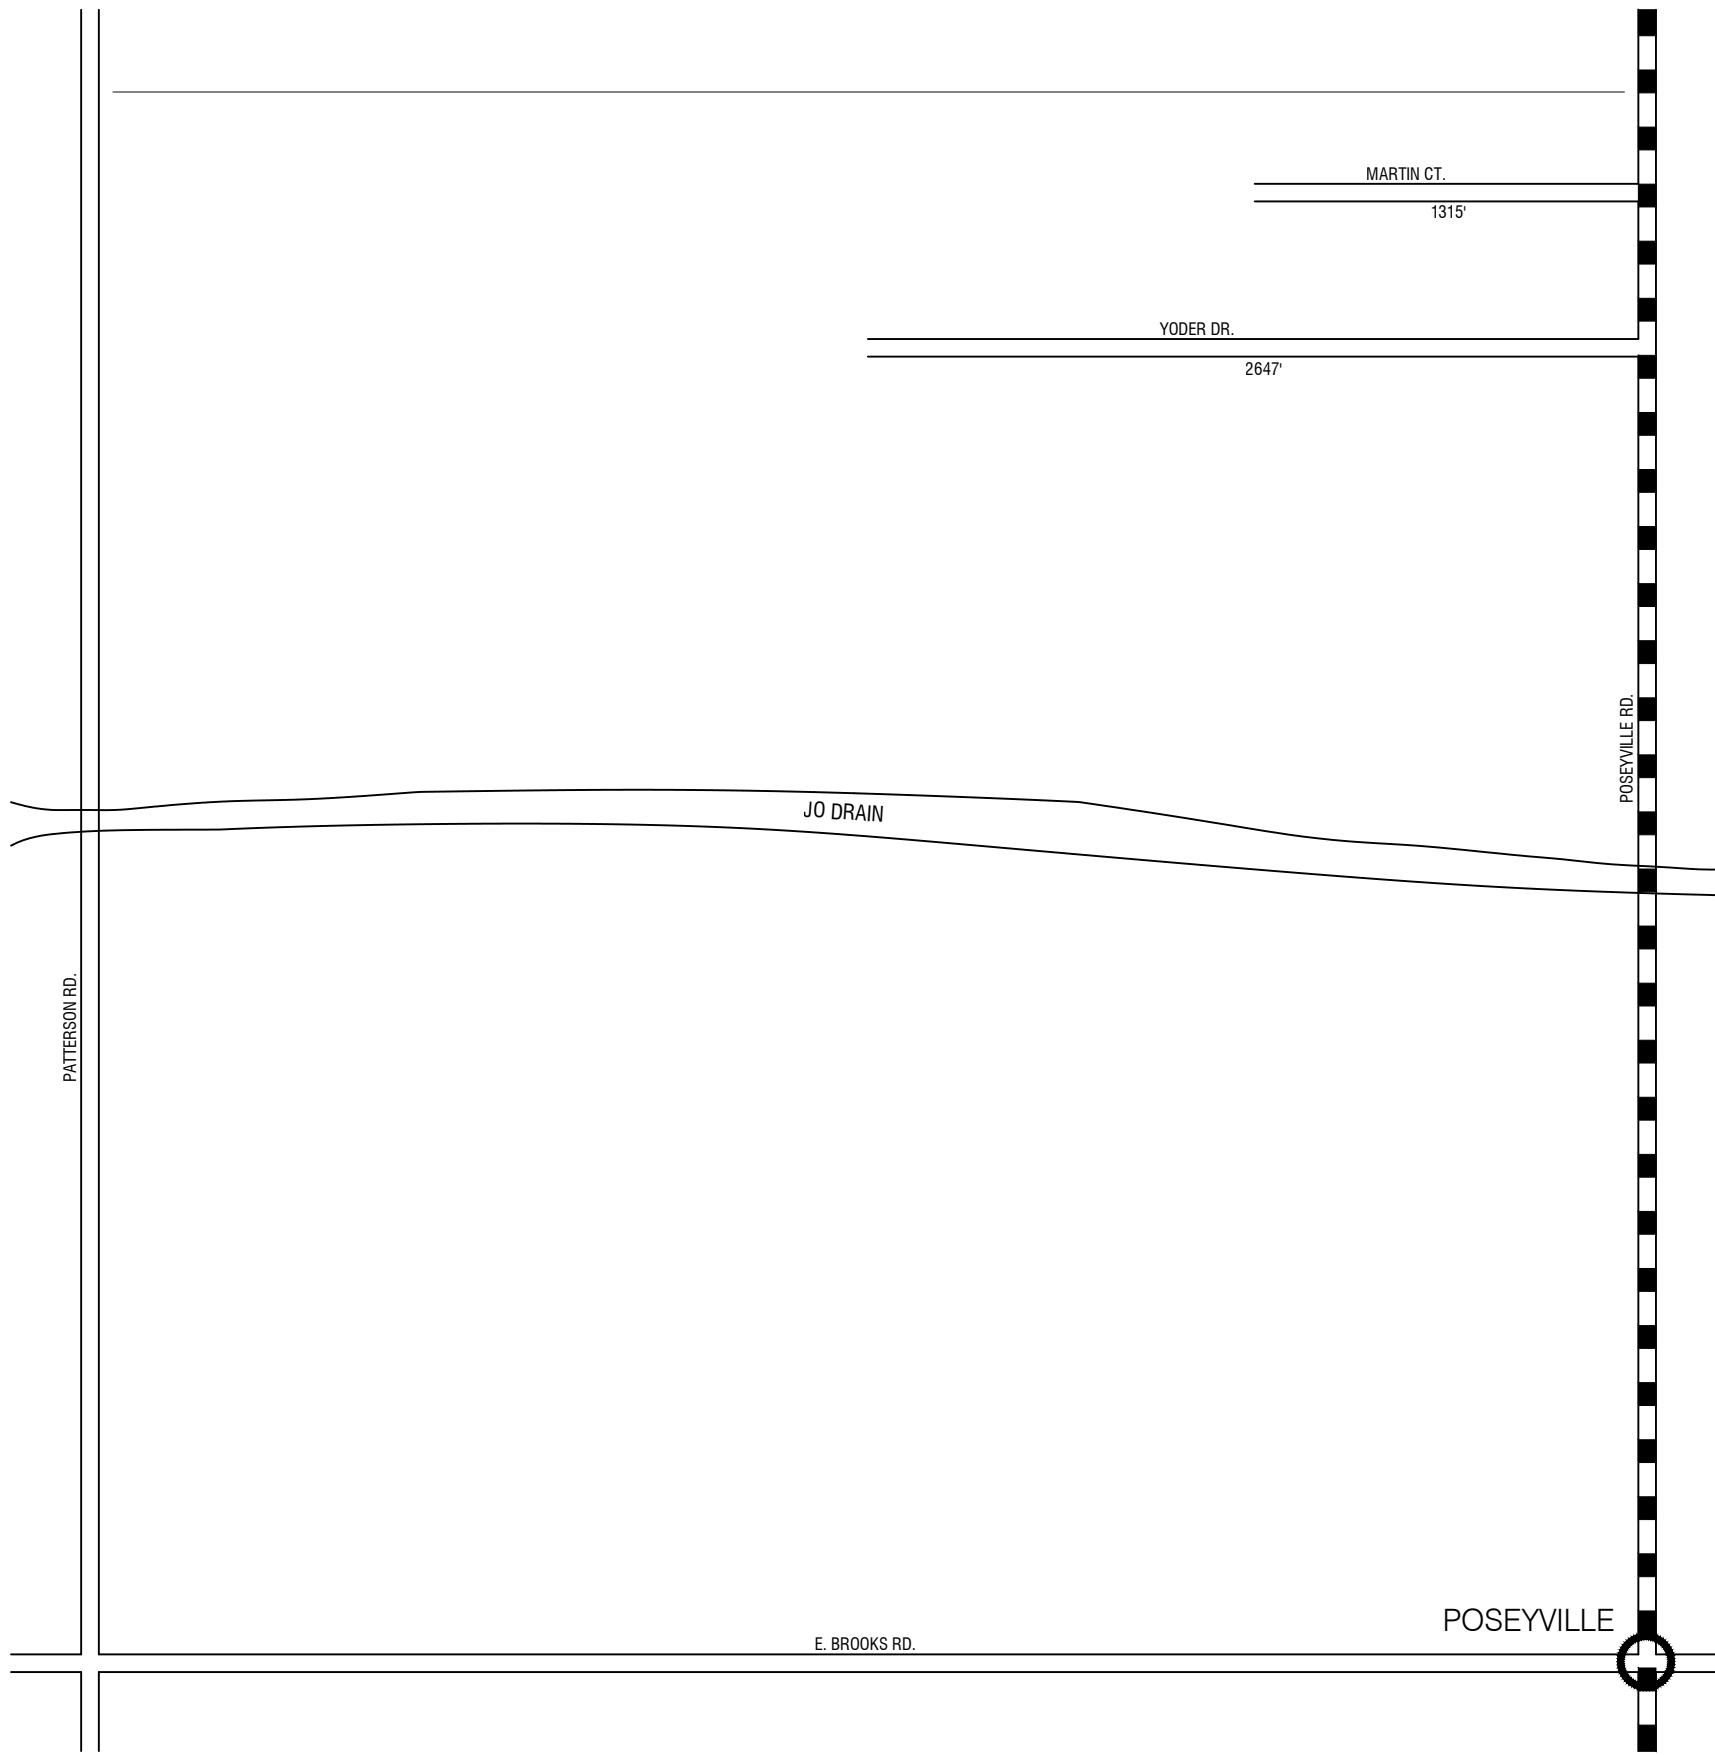 MARTIN CT.
1315'
YODER DR.
2647'
POSEYVILLE RD.
JO DRAIN
PATTERSON RD.
POSEYVILLE
E. BROOKS RD.